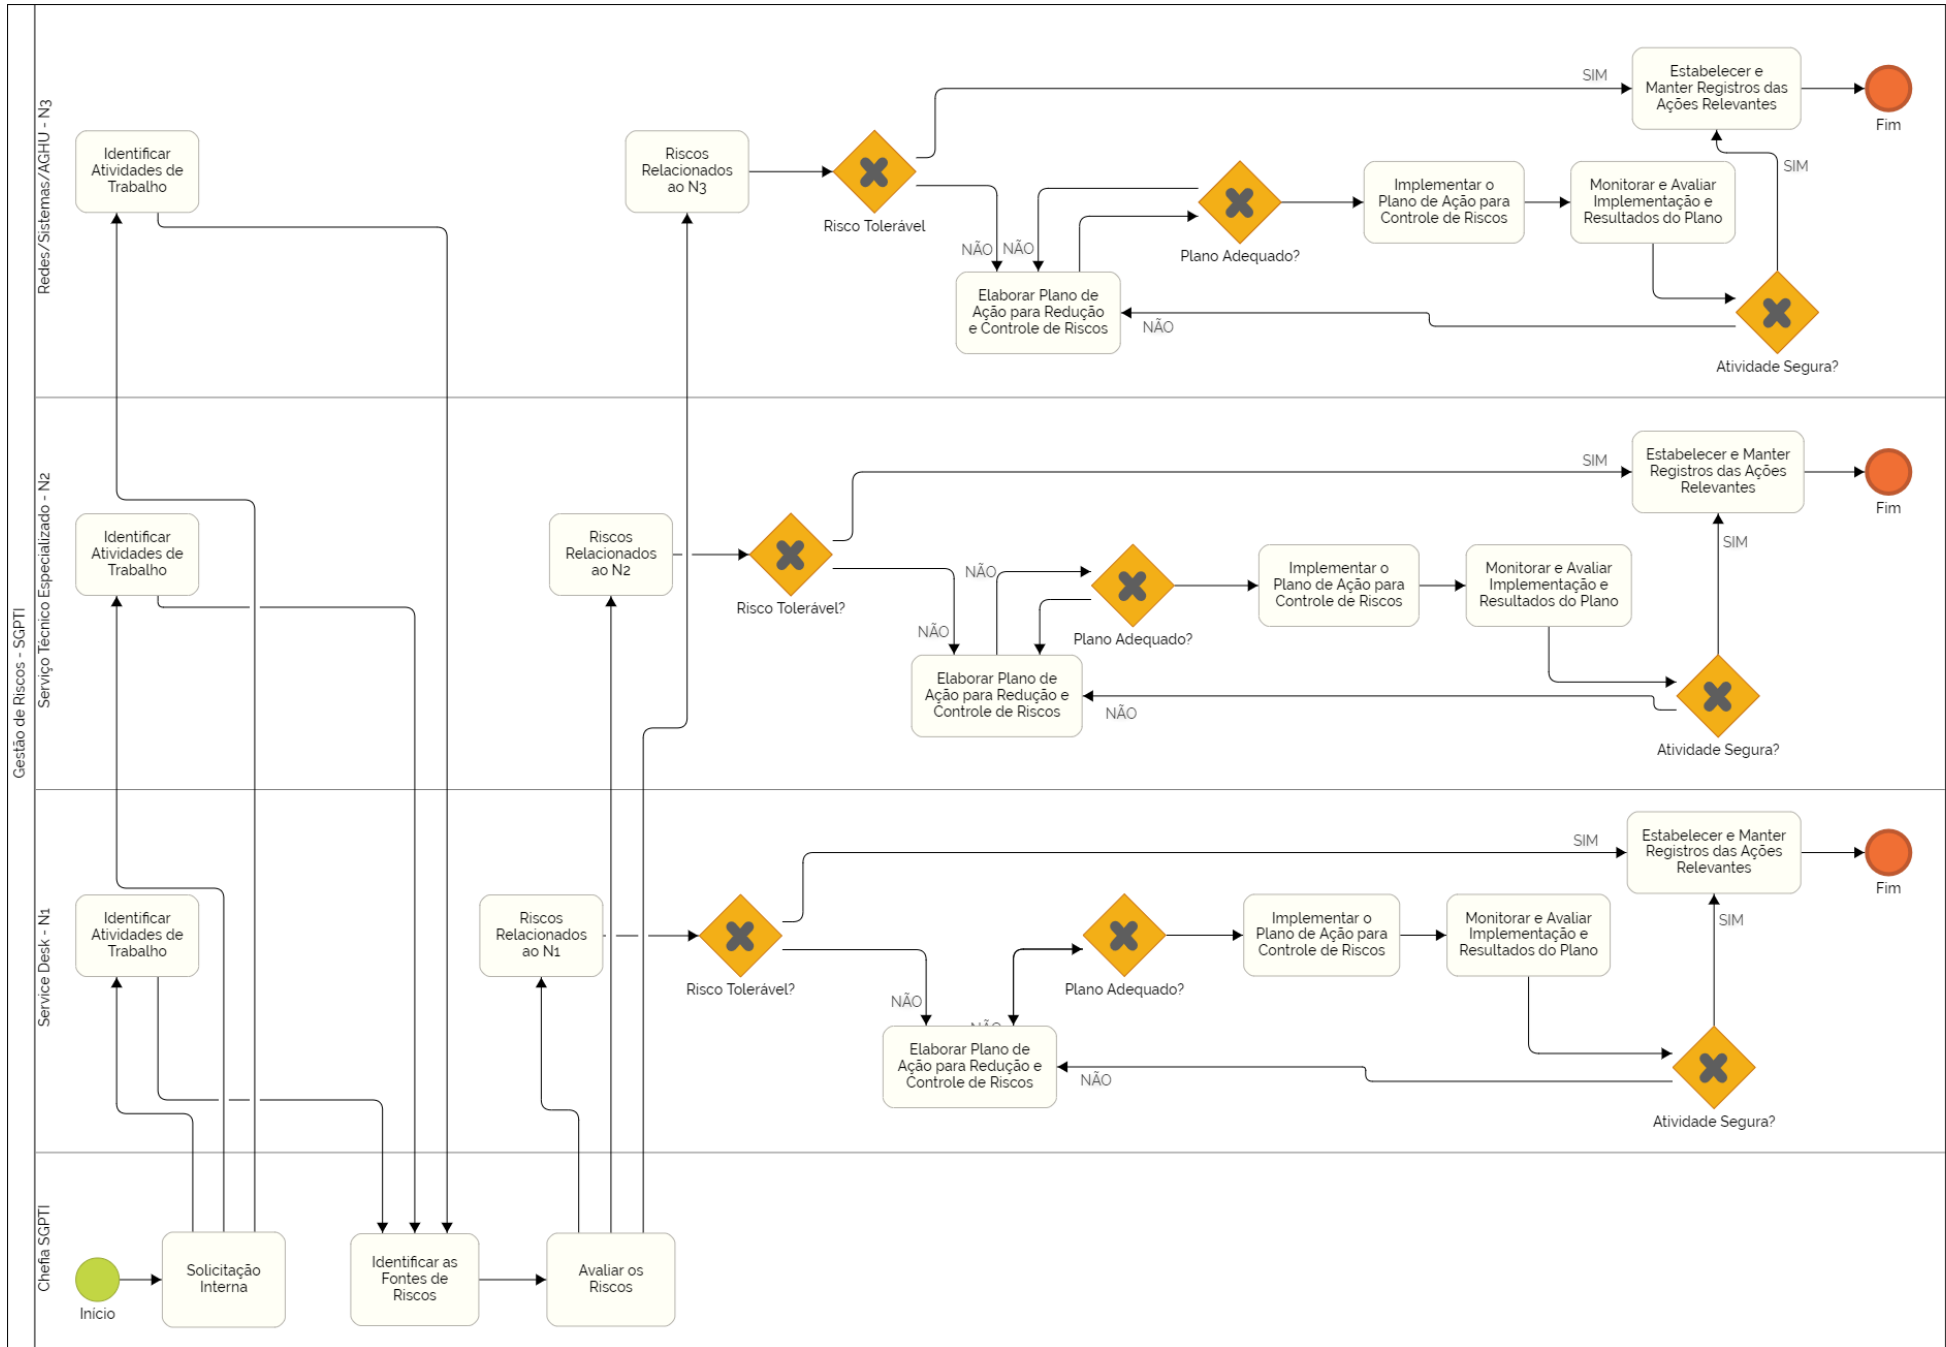 Gestão de Riscos - SGPTI
Redes/Sistemas/AGHU - N3
Identificar
Atividades de
Trabalho
Riscos
Relacionados
ao N3
Risco Tolerável
SIM
NÃO
NÃO
Elaborar Plano de
Ação para Redução
e Controle de Riscos
Plano Adequado?
Implementar o
Plano de Ação para
Controle de Riscos
Monitorar e Avaliar
Implementação e
Resultados do Plano
Atividade Segura?
NÃO
SIM
Estabelecer e
Manter Registros das
Ações Relevantes
Fim
Serviço Técnico Especializado - N2
Identificar
Atividades de
Trabalho
Riscos
Relacionados
ao N2
Risco Tolerável?
SIM
NÃO
NÃO
Elaborar Plano de
Ação para Redução e
Controle de Riscos
Plano Adequado?
Implementar o
Plano de Ação para
Controle de Riscos
Monitorar e Avaliar
Implementação e
Resultados do Plano
Atividade Segura?
NÃO
SIM
Estabelecer e Manter
Registros das Ações
Relevantes
Fim
Service Desk - N1
Identificar
Atividades de
Trabalho
Riscos
Relacionados
ao N1
Risco Tolerável?
SIM
NÃO
NÃO
Elaborar Plano de
Ação para Redução e
Controle de Riscos
Plano Adequado?
Implementar o
Plano de Ação para
Controle de Riscos
Monitorar e Avaliar
Implementação e
Resultados do Plano
Atividade Segura?
NÃO
SIM
Estabelecer e Manter
Registros das Ações
Relevantes
Fim
Chefia SGPTI
Início
Solicitação
Interna
Identificar as
Fontes de
Riscos
Avaliar os
Riscos